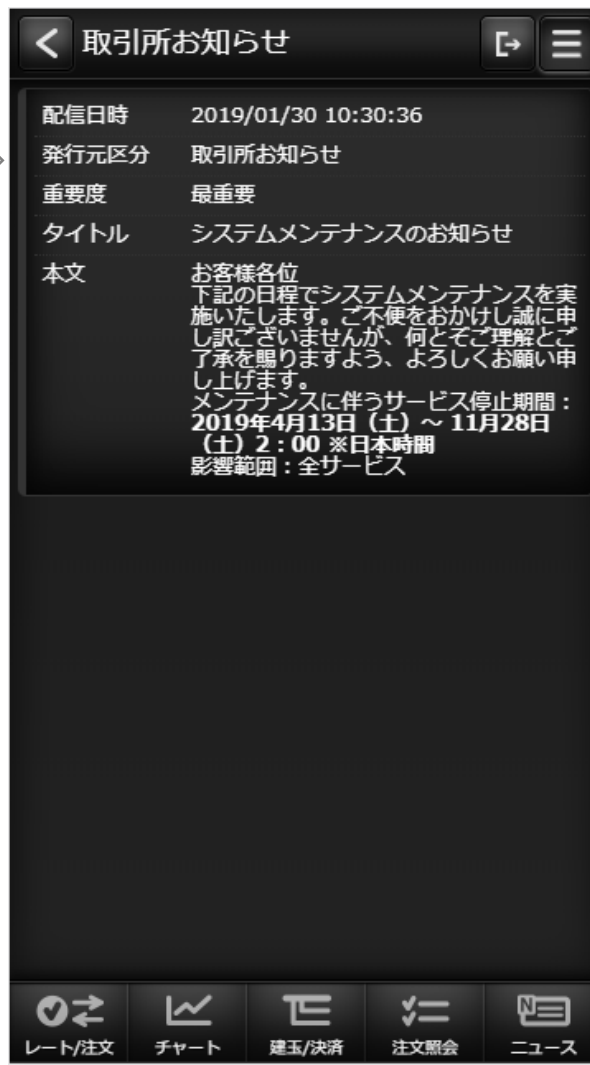 取引所お知らせ
配信日時 2019/01/30 10:30:36
発行元区分 取引所お知らせ
重要度 最重要
タイトル システムメンテナンスのお知らせ
本文 お客様各位
下記の日程でシステムメンテナンスを実
施いたします。ご不便をおかけし誠に申
し訳ございませんが、何とぞご理解とご
了承を賜りますよう、よろしくお願い申
し上げます。
メンテナンスに伴うサービス停止期間：
2019年4月13日（土）～ 11月28日
（土）2：00 ※日本時間
影響範囲：全サービス
レート/注文 チャート 建玉/決済 注文照会 ニュース